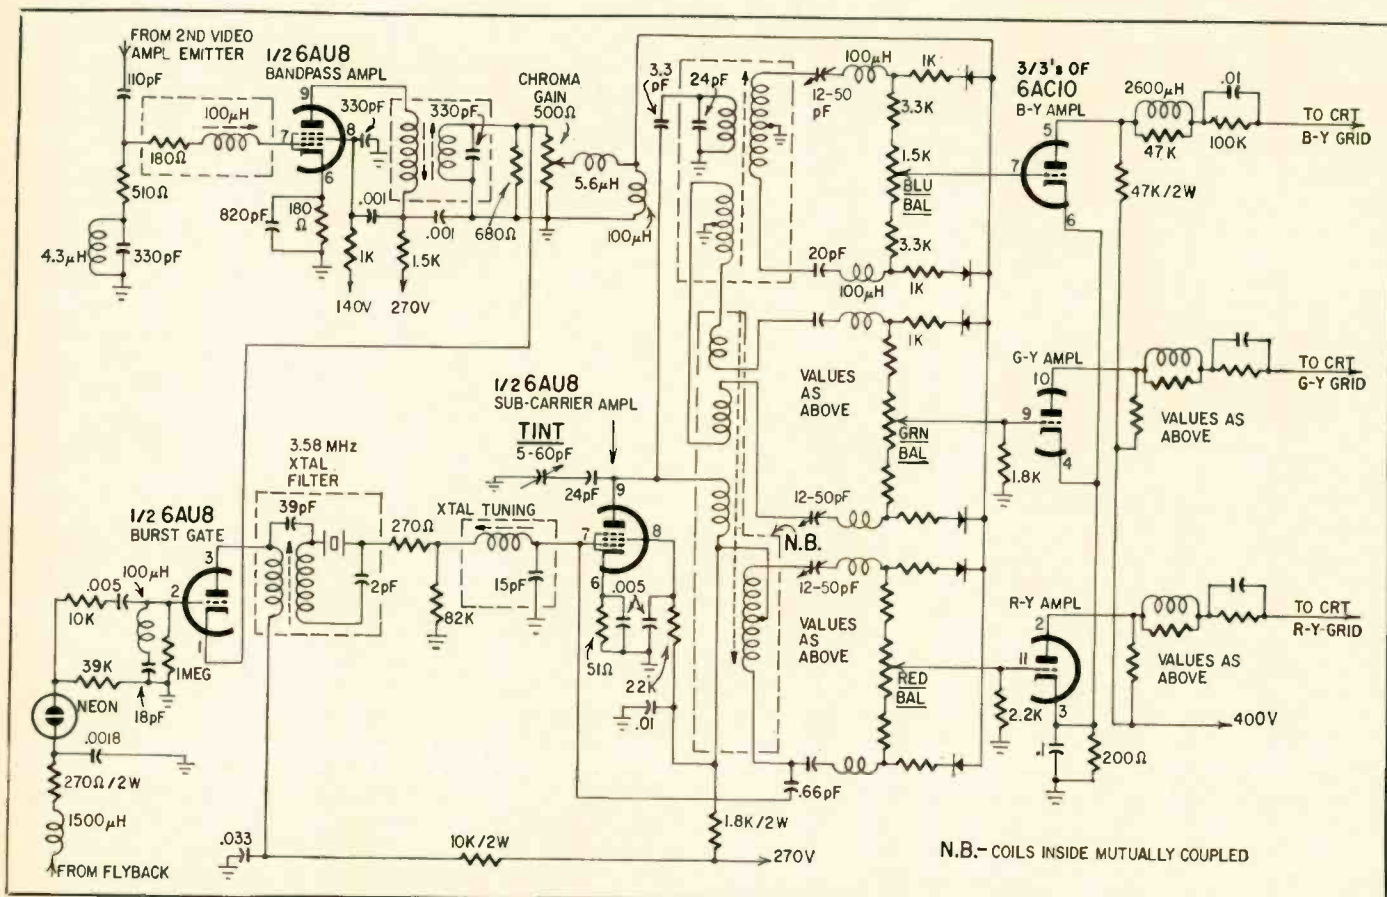 FROM 2ND VIDEO
AMPL EMITTER
110pF
1/2 6AU8
BANDPASS AMPL
9
330pF
8
7
6
100µH
180Ω
510Ω
4.3µH
330pF
820pF
180
Ω
.001
1K
140V
330pF
.001
1.5K
270V
680Ω
CHROMA
GAIN
500Ω
5.6µH
100µH
3.3
pF
24pF
100µH
12-50
pF
1K
3.3K
1.5K
BLU
BAL
3.3K
20pF
100µH
1K
3/3's OF
6AC10
B-Y AMPL
5
7
6
2600µH
47K
.01
100K
47K/2W
TO CRT
B-Y GRID
1K
VALUES
AS
ABOVE
GRN
BAL
12-50pF
G-Y AMPL
10
9
4
1.8K
VALUES AS
ABOVE
TO CRT
G-Y GRID
1/2 6AU8
SUB-CARRIER AMPL
TINT
5-60pF
24pF
9
7
8
6
3.58 MHz
XTAL
FILTER
39pF
2pF
270Ω
82K
XTAL TUNING
15pF
.005
51Ω
22K
.01
N.B.
12-50pF
VALUES
AS
ABOVE
RED
BAL
.66pF
R-Y AMPL
2
11
3
2.2K
.1
200Ω
VALUES AS
ABOVE
TO CRT
R-Y-GRID
400V
1/2 6AU8
BURST GATE
3
2
1
100µH
.005
10K
39K
1MEG
18pF
NEON
.0018
270Ω/2W
1500µH
FROM FLYBACK
.033
10K/2W
1.8K/2W
270V
N.B.- COILS INSIDE MUTUALLY COUPLED